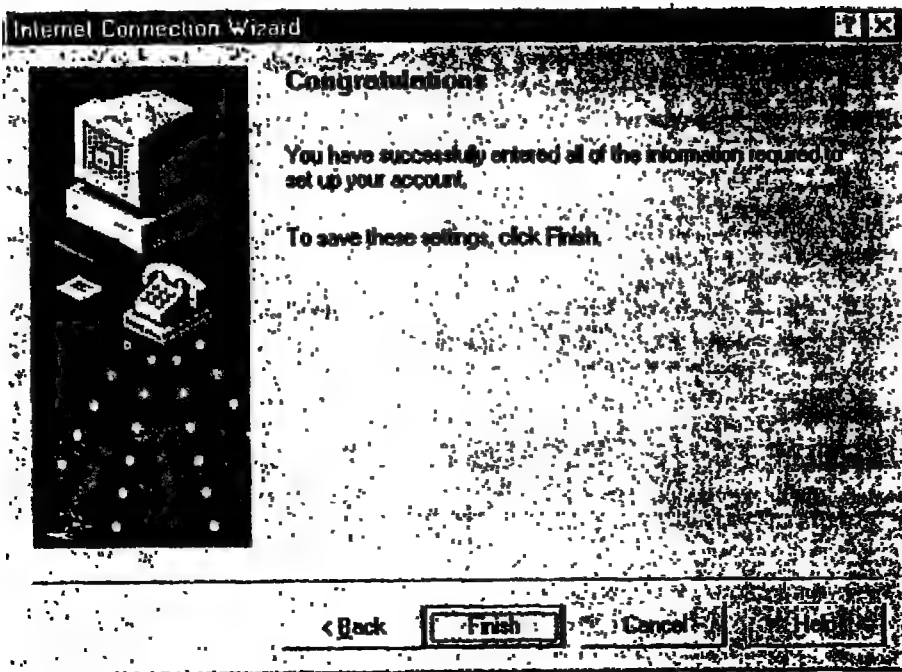 Internet Connection Wizard
Congratulations
You have successfully entered all of the information required to
set up your account.
To save these settings, click Finish.
< Back
Finish
Cancel
Help